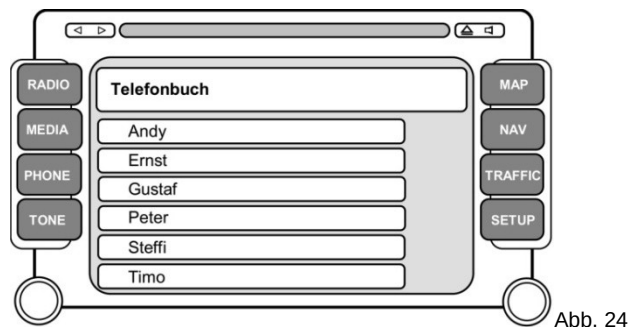 RADIO
MEDIA
PHONE
TONE
Telefonbuch
Andy
Ernst
Gustaf
Peter
Steffi
Timo
MAP
NAV
TRAFFIC
SETUP
Abb. 24